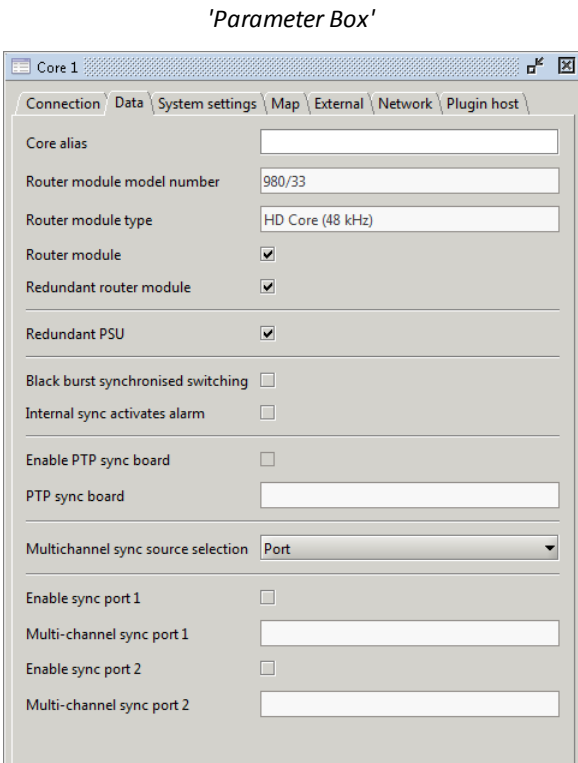 'Parameter Box'
Core 1
Connection Data System settings Map External Network Plugin host
Core alias
Router module model number 980/33
Router module type HD Core (48 kHz)
Router module
Redundant router module
Redundant PSU
Black burst synchronised switching
Internal sync activates alarm
Enable PTP sync board
PTP sync board
Multichannel sync source selection Port
Enable sync port 1
Multi-channel sync port 1
Enable sync port 2
Multi-channel sync port 2